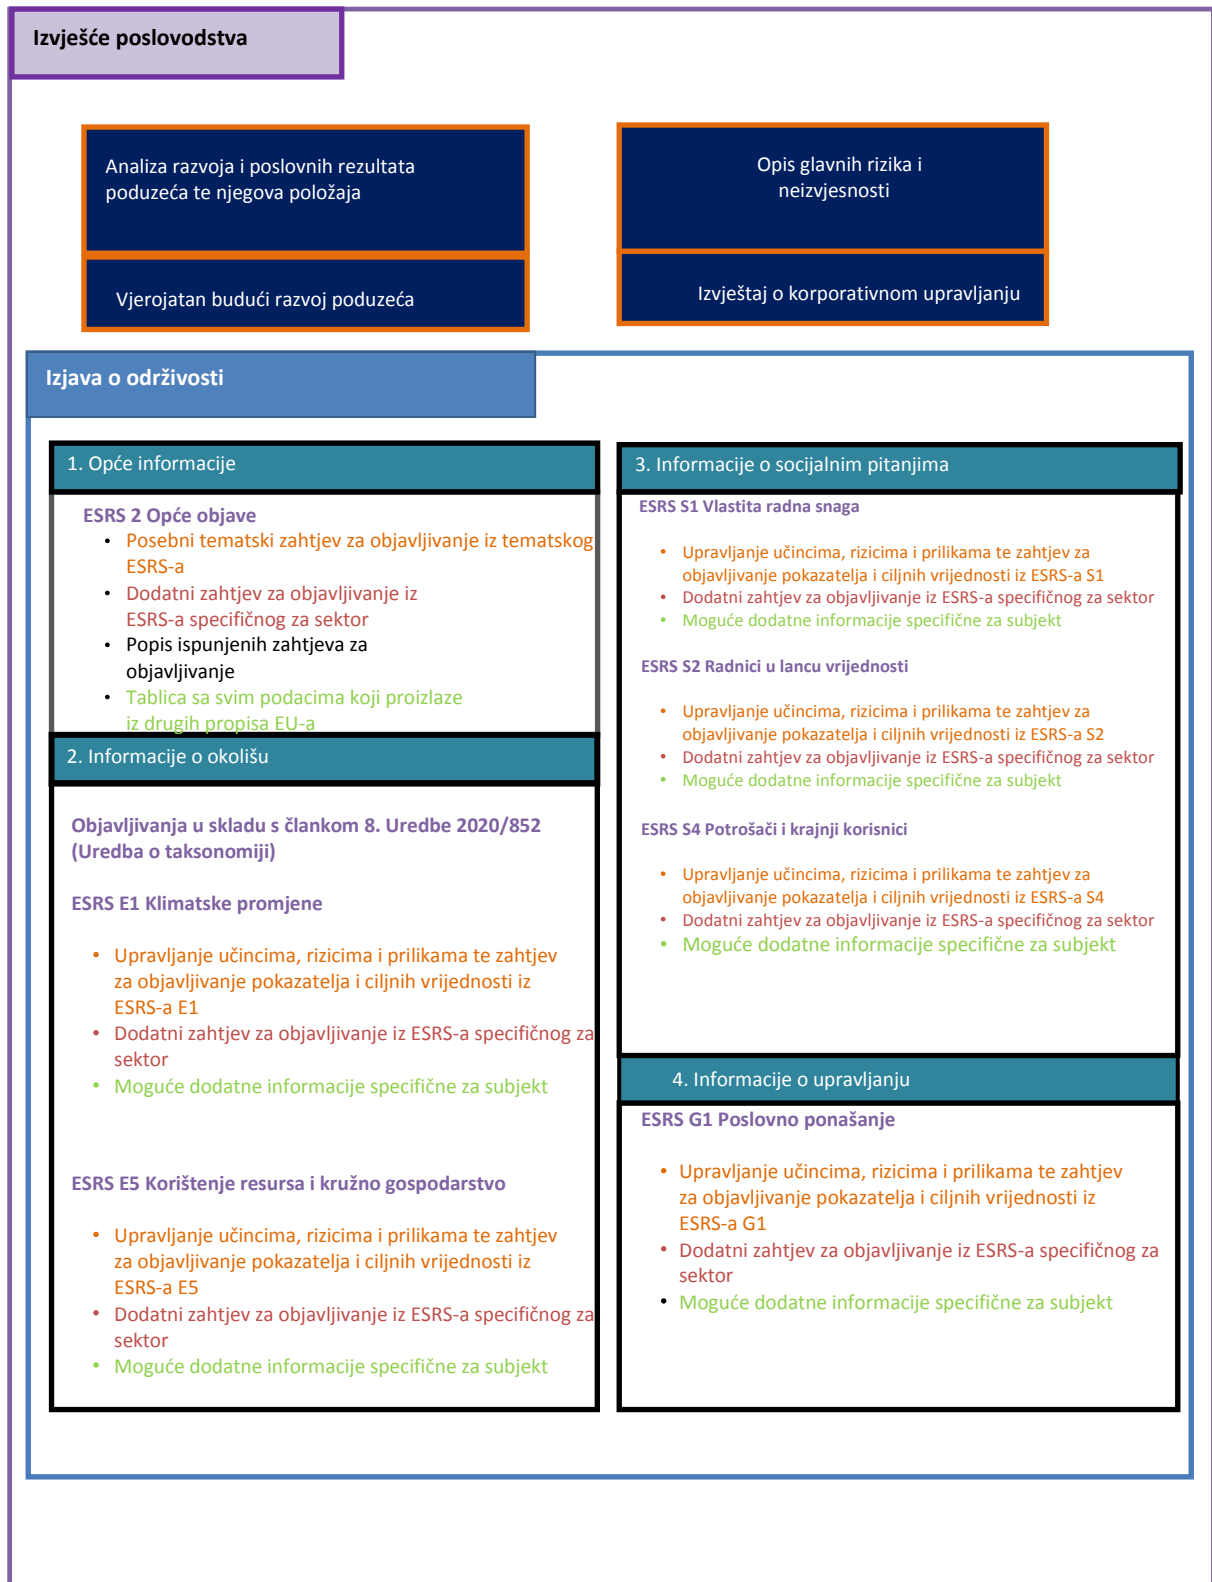 Izvješće poslovodstva
Analiza razvoja i poslovnih rezultata
poduzeća te njegova položaja
Opis glavnih rizika i
neizvjesnosti
Vjerojatan budući razvoj poduzeća
Izvještaj o korporativnom upravljanju
Izjava o održivosti
1. Opće informacije
ESRS 2 Opće objave
• Posebni tematski zahtjev za objavljivanje iz tematskog
ESRS-a
• Dodatni zahtjev za objavljivanje iz
ESRS-a specifičnog za sektor
• Popis ispunjenih zahtjeva za
objavljivanje
• Tablica sa svim podacima koji proizlaze
iz drugih propisa EU-a
2. Informacije o okolišu
Objavljivanja u skladu s člankom 8. Uredbe 2020/852
(Uredba o taksonomiji)
ESRS E1 Klimatske promjene
• Upravljanje učincima, rizicima i prilikama te zahtjev
za objavljivanje pokazatelja i ciljnih vrijednosti iz
ESRS-a E1
• Dodatni zahtjev za objavljivanje iz ESRS-a specifičnog za
sektor
• Moguće dodatne informacije specifične za subjekt
ESRS E5 Korištenje resursa i kružno gospodarstvo
• Upravljanje učincima, rizicima i prilikama te zahtjev
za objavljivanje pokazatelja i ciljnih vrijednosti iz
ESRS-a E5
• Dodatni zahtjev za objavljivanje iz ESRS-a specifičnog za
sektor
• Moguće dodatne informacije specifične za subjekt
3. Informacije o socijalnim pitanjima
ESRS S1 Vlastita radna snaga
• Upravljanje učincima, rizicima i prilikama te zahtjev za
objavljivanje pokazatelja i ciljnih vrijednosti iz ESRS-a S1
• Dodatni zahtjev za objavljivanje iz ESRS-a specifičnog za sektor
• Moguće dodatne informacije specifične za subjekt
ESRS S2 Radnici u lancu vrijednosti
• Upravljanje učincima, rizicima i prilikama te zahtjev za
objavljivanje pokazatelja i ciljnih vrijednosti iz ESRS-a S2
• Dodatni zahtjev za objavljivanje iz ESRS-a specifičnog za sektor
• Moguće dodatne informacije specifične za subjekt
ESRS S4 Potrošači i krajnji korisnici
• Upravljanje učincima, rizicima i prilikama te zahtjev za
objavljivanje pokazatelja i ciljnih vrijednosti iz ESRS-a S4
• Dodatni zahtjev za objavljivanje iz ESRS-a specifičnog za sektor
• Moguće dodatne informacije specifične za subjekt
4. Informacije o upravljanju
ESRS G1 Poslovno ponašanje
• Upravljanje učincima, rizicima i prilikama te zahtjev
za objavljivanje pokazatelja i ciljnih vrijednosti iz
ESRS-a G1
• Dodatni zahtjev za objavljivanje iz ESRS-a specifičnog za
sektor
• Moguće dodatne informacije specifične za subjekt